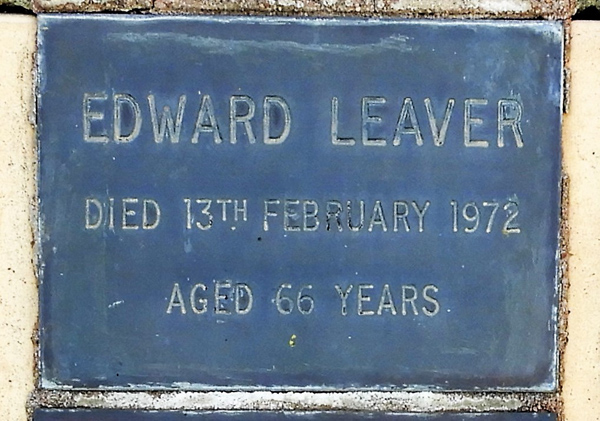 EDWARD LEAVER
DIED 13TH FEBRUARY 1972
AGED 66 YEARS